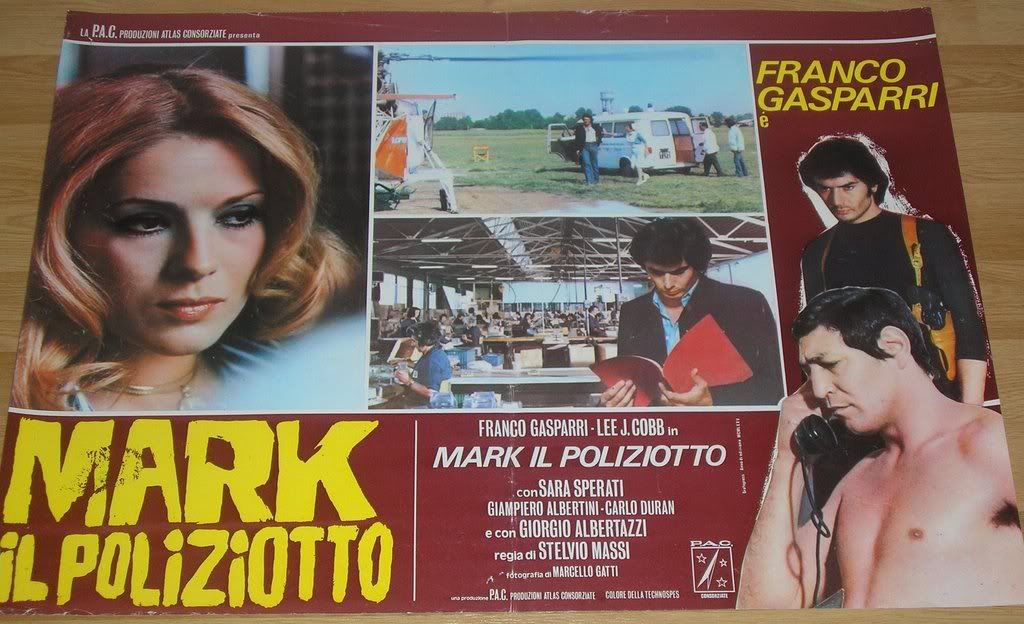 LA P.A.C. PRODUZIONI ATLAS CONSORZIATE presenta
FRANCO
GASPARRI
è
MARK
iL POLiZiOTTO
FRANCO GASPARRI - LEE J. COBB in
MARK IL POLIZIOTTO
con SARA SPERATI
GIAMPIERO ALBERTINI - CARLO DURAN
e con GIORGIO ALBERTAZZI
regia di STELVIO MASSI
fotografia di MARCELLO GATTI
una produzione P.A.C. PRODUZIONI ATLAS CONSORZIATE COLORE DELLA TECHNOSPES
P.A.C.
CONSORZIATE